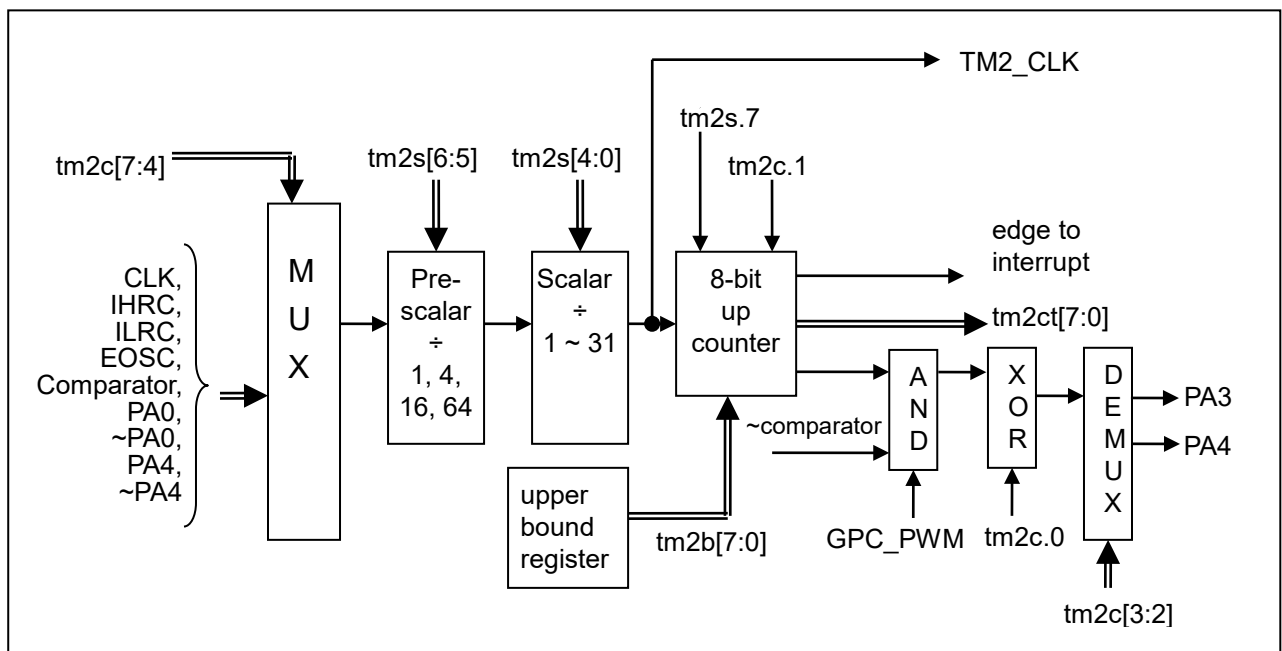 TM2_CLK
tm2s.7
tm2c[7:4]
tm2s[6:5]
tm2s[4:0]
tm2c.1
M
U
X
CLK,
IHRC,
ILRC,
EOSC,
Comparator,
PA0,
~PA0,
PA4,
~PA4
Pre-
scalar
÷
1, 4,
16, 64
Scalar
÷
1 ~ 31
8-bit
up
counter
edge to
interrupt
tm2ct[7:0]
A
N
D
X
O
R
D
E
M
U
X
PA3
PA4
~comparator
upper
bound
register
tm2b[7:0]
GPC_PWM
tm2c.0
tm2c[3:2]